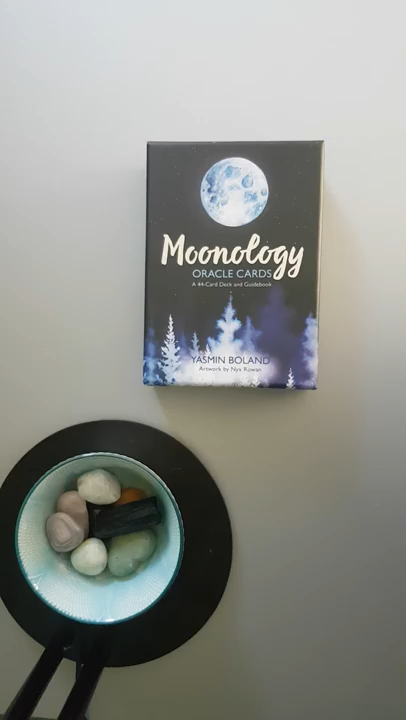 Moonology
ORACLE CARDS
A 44-Card Deck and Guidebook
YASMIN BOLAND
Artwork by Nyx Rowan